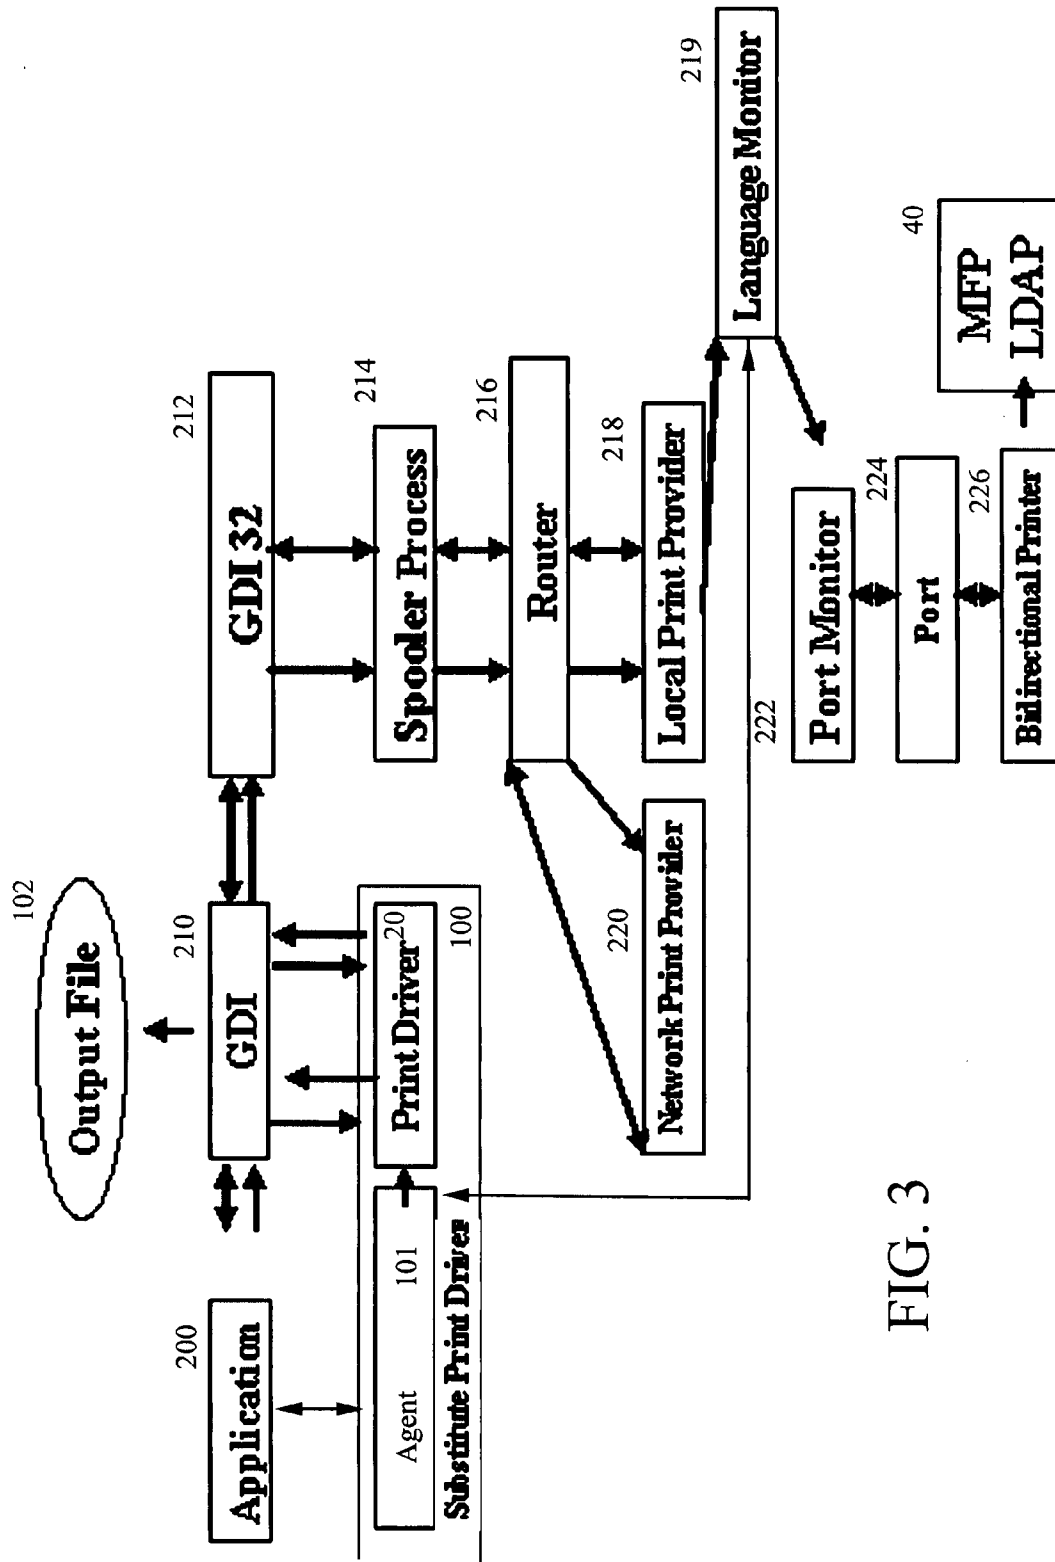 Output File
102
Application
200
GDI
210
GDI 32
212
Agent
101
Print Driver
20
Substitute Print Driver
100
Spooler Process
214
Router
216
Network Print Provider
220
Local Print Provider
218
Language Monitor
219
Port Monitor
222
Port
224
Bidirectional Printer
226
MFP
LDAP
40
FIG. 3